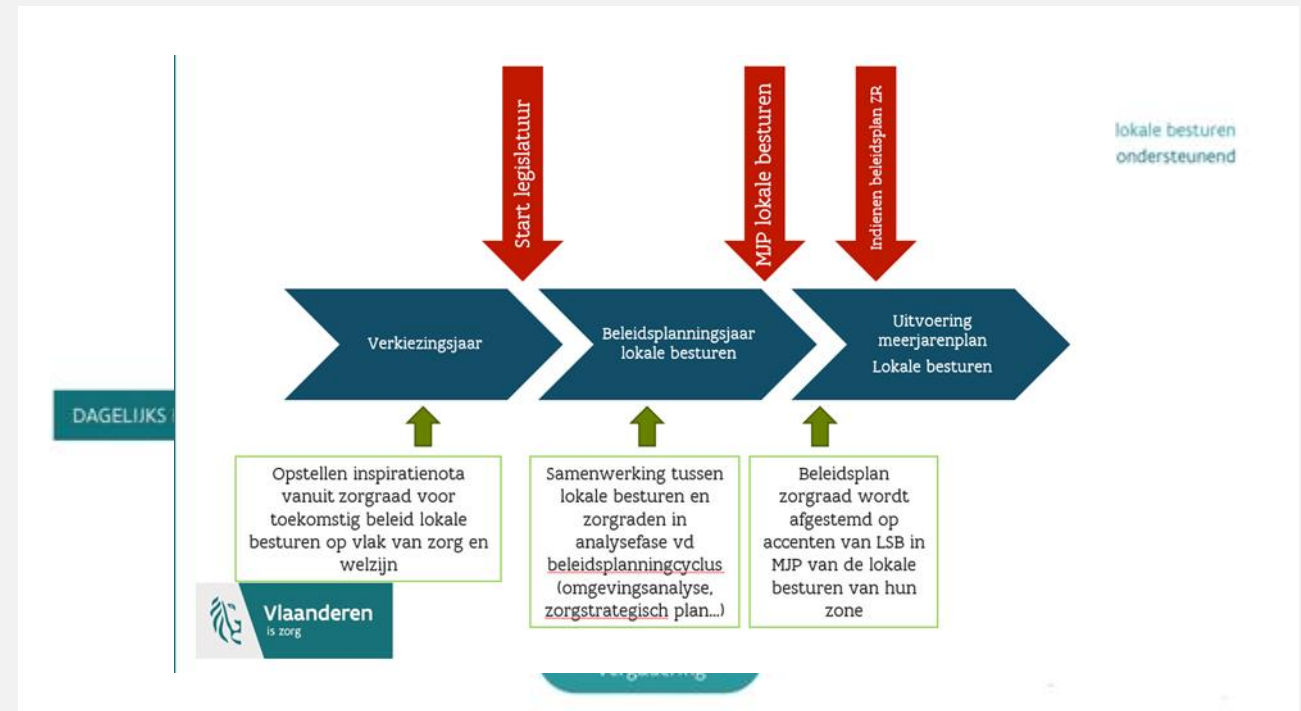 Start legislatuur
MJP lokale besturen
Indienen beleidsplan ZR
lokale besturen
ondersteunend
Verkiezingsjaar
Beleidsplanningsjaar
lokale besturen
Uitvoering
meerjarenplan
Lokale besturen
DAGELIJKS
Opstellen inspiratienota
vanuit zorgraad voor
toekomstig beleid lokale
besturen op vlak van zorg en
welzijn
Samenwerking tussen
lokale besturen en
zorgraden in
analysefase vd
beleidsplanningcyclus
(omgevingsanalyse,
zorgstrategisch plan...)
Beleidsplan
zorgraad wordt
afgestemd op
accenten van LSB in
MJP van de lokale
besturen van hun
zone
Vlaanderen
is zorg